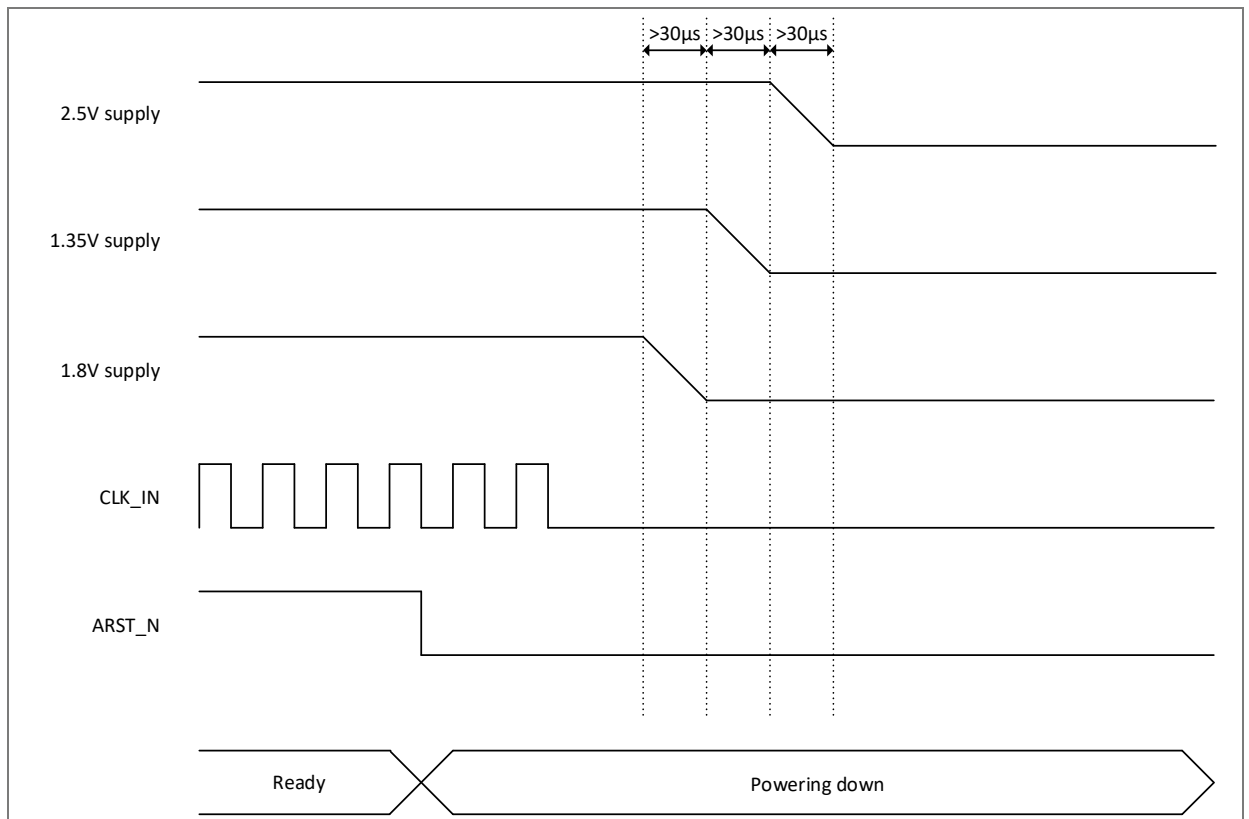 >30µs >30µs >30µs
2.5V supply
1.35V supply
1.8V supply
CLK_IN
ARST_N
Ready Powering down